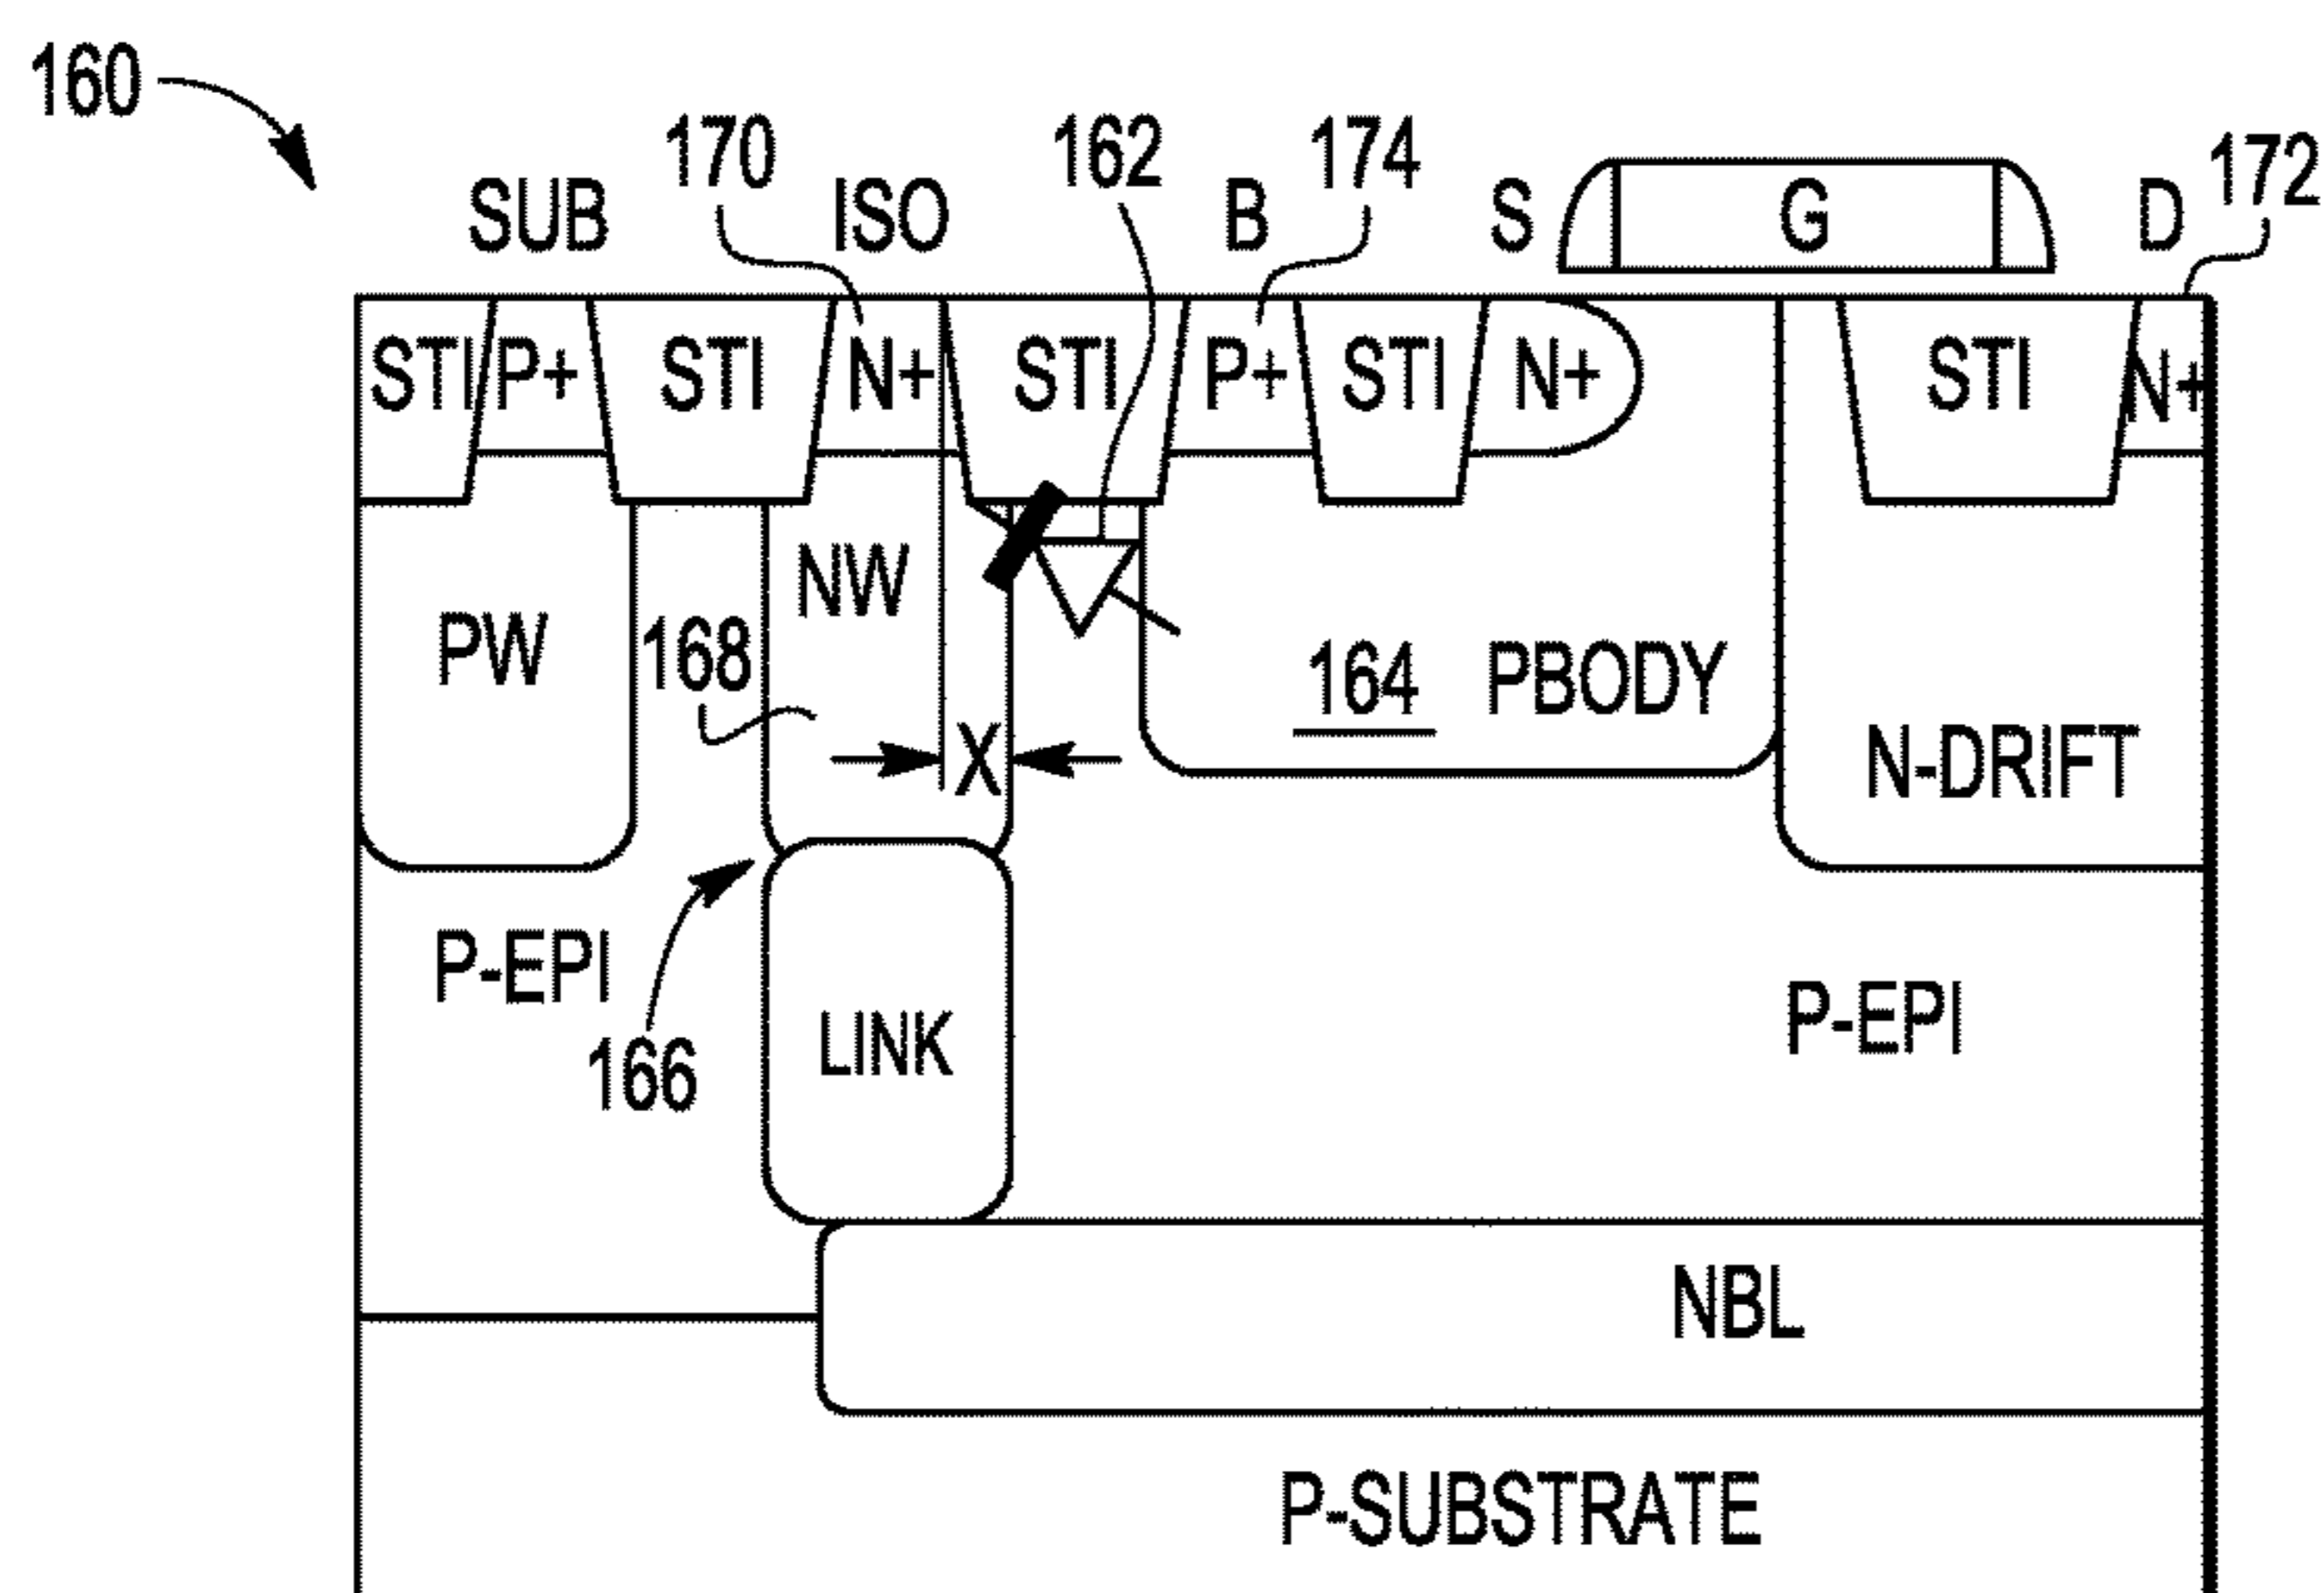 160
170 162 174 172
SUB ISO B S G D
STI P+ STI N+ STI P+ STI N+ STI N+
NW
PW 168 164 PBODY
X N-DRIFT
P-EPI P-EPI
LINK
166
NBL
P-SUBSTRATE